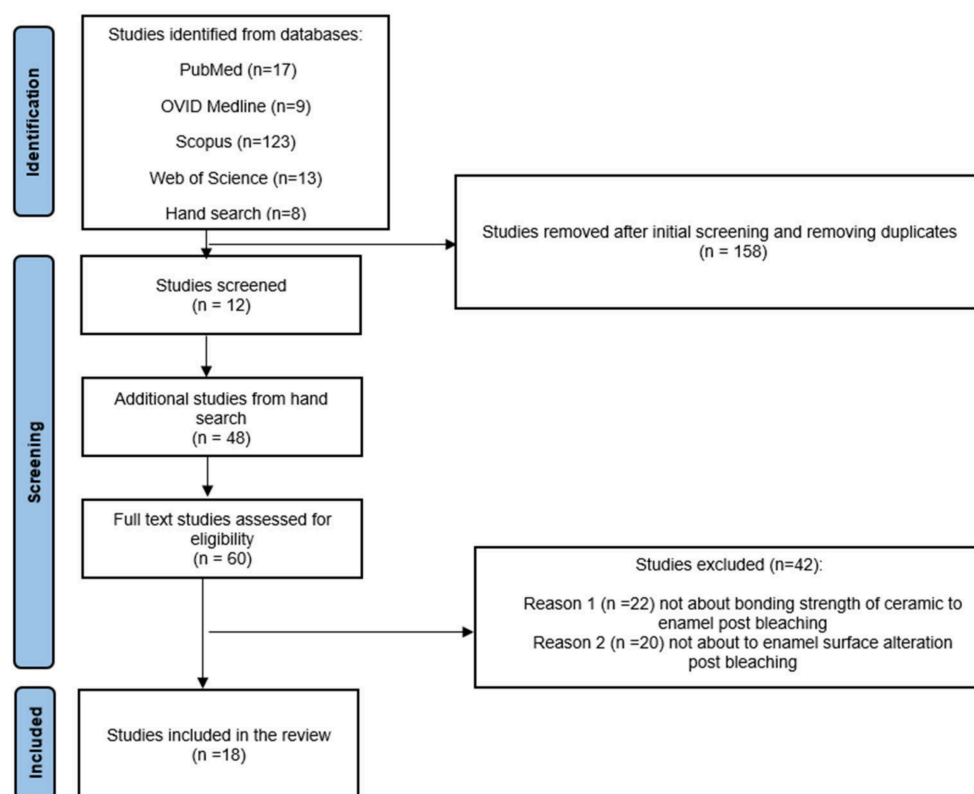 Identification
Studies identified from databases:
PubMed (n=17)
OVID Medline (n=9)
Scopus (n=123)
Web of Science (n=13)
Hand search (n=8)
Studies removed after initial screening and removing duplicates
(n = 158)
Screening
Studies screened
(n = 12)
Additional studies from hand
search
(n = 48)
Full text studies assessed for
eligibility
(n = 60)
Studies excluded (n=42):
Reason 1 (n =22) not about bonding strength of ceramic to
enamel post bleaching
Reason 2 (n =20) not about to enamel surface alteration
post bleaching
Included
Studies included in the review
(n =18)